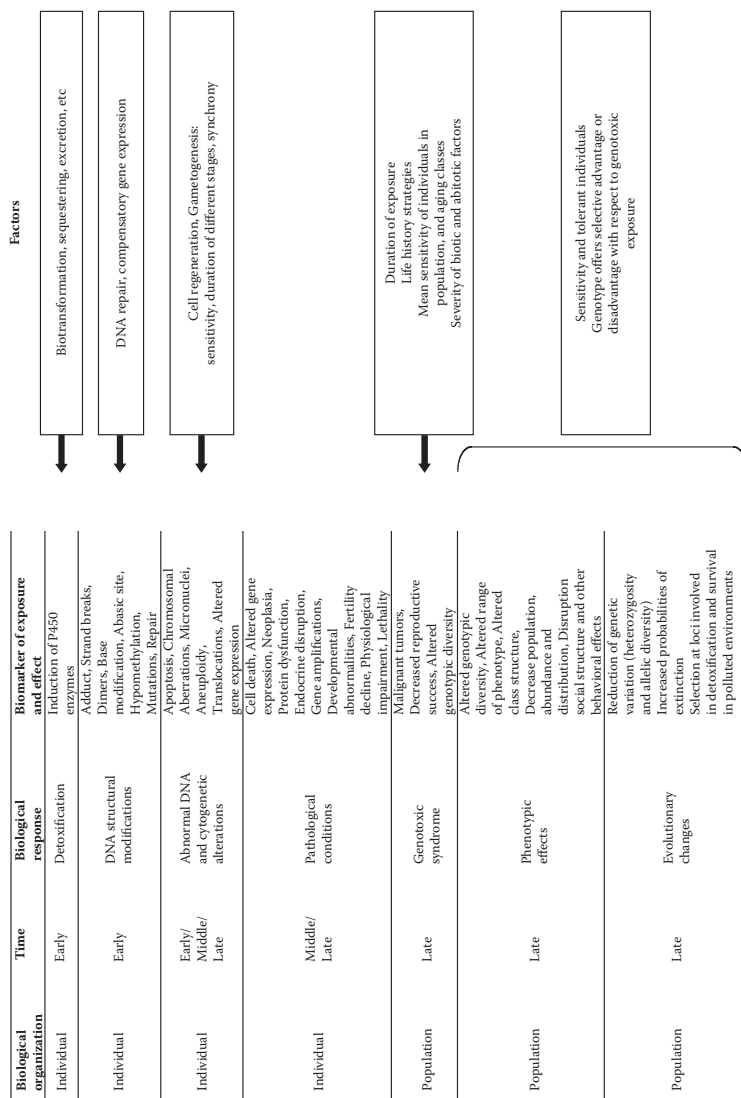 Biological
organization
Time
Biological
response
Biomarker of exposure
and effect
Factors
Individual
Early
Detoxification
Induction of P450
enzymes
Biotransformation, sequestering, excretion, etc
Individual
Early
DNA structural
modifications
Adduct, Strand breaks,
Dimers, Base
modification, Abasic site,
Hypomethylation,
Mutations, Repair
DNA repair, compensatory gene expression
Individual
Early/
Middle/
Late
Abnormal DNA
and cytogenetic
alterations
Apoptosis, Chromosomal
Aberrations, Micronuclei,
Aneuploidy,
Translocations, Altered
gene expression
Cell regeneration, Gametogenesis:
sensitivity, duration of different stages, synchrony
Individual
Middle/
Late
Pathological
conditions
Cell death, Altered gene
expression, Neoplasia,
Protein dysfunction,
Endocrine disruption,
Gene amplifications,
Developmental
abnormalities, Fertility
decline, Physiological
impairment, Lethality
Population
Late
Genotoxic
syndrome
Malignant tumors,
Decreased reproductive
success, Altered
genotypic diversity
Duration of exposure
Life history strategies
Mean sensitivity of individuals in
population, and aging classes
Severity of biotic and abitotic factors
Population
Late
Phenotypic
effects
Altered genotypic
diversity, Altered range
of phenotype, Altered
class structure,
Decrease population,
abundance and
distribution, Disruption
social structure and other
behavioral effects
Sensitivity and tolerant individuals
Genotype offers selective advantage or
disadvantage with respect to genotoxic
exposure
Population
Late
Evolutionary
changes
Reduction of genetic
variation (heterozygosity
and allelic diversity)
Increased probabilities of
extinction
Selection at loci involved
in detoxification and survival
in polluted environments